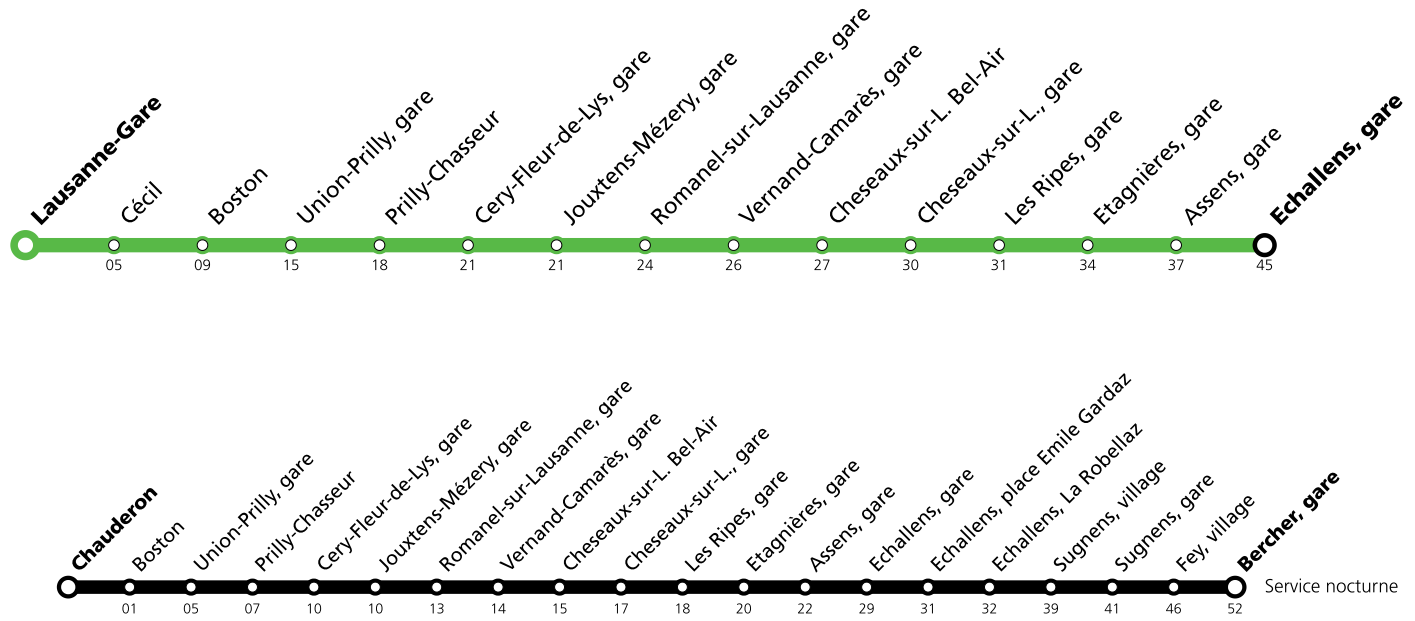 Lausanne-Gare
Cécil
Boston
Union-Prilly, gare
Prilly-Chasseur
Cery-Fleur-de-Lys, gare
Jouxtens-Mézery, gare
Romanel-sur-Lausanne, gare
Vernand-Camarès, gare
Cheseaux-sur-L. Bel-Air
Cheseaux-sur-L., gare
Les Ripes, gare
Etagnières, gare
Assens, gare
Echallens, gare
05 09 15 18 21 21 24 26 27 30 31 34 37 45
Chauderon
Boston
Union-Prilly, gare
Prilly-Chasseur
Cery-Fleur-de-Lys, gare
Jouxtens-Mézery, gare
Romanel-sur-Lausanne, gare
Vernand-Camarès, gare
Cheseaux-sur-L. Bel-Air
Cheseaux-sur-L., gare
Les Ripes, gare
Etagnières, gare
Assens, gare
Echallens, gare
Echallens, place Emile Gardaz
Echallens, La Robellaz
Sugnens, village
Sugnens, gare
Fey, village
Bercher, gare
Service nocturne
01 05 07 10 10 13 14 15 17 18 20 22 29 31 32 39 41 46 52